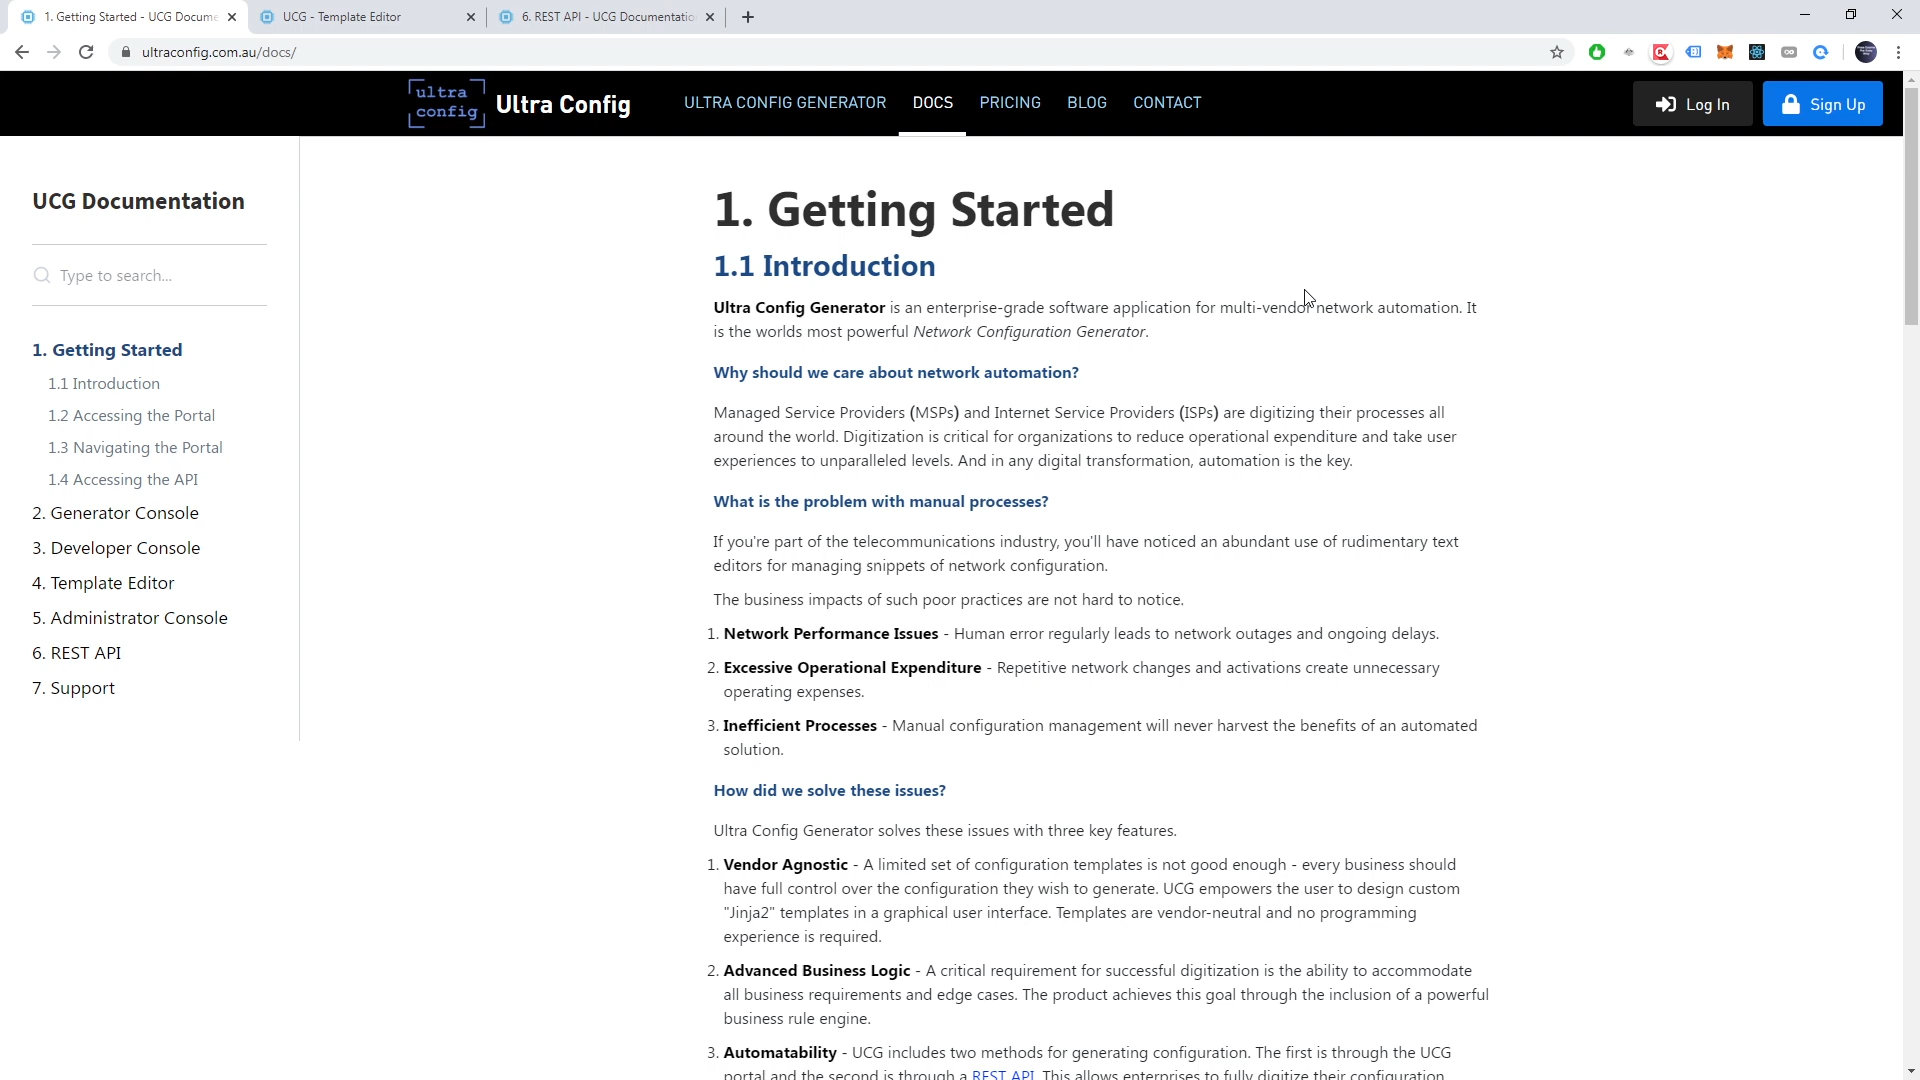 1. Getting Started - UCG Docume
UCG - Template Editor
6. REST API - UCG Documentatio
ultraconfig.com.au/docs/
ultra
config
Ultra Config
ULTRA CONFIG GENERATOR
DOCS
PRICING
BLOG
CONTACT
Log In
Sign Up
UCG Documentation
Type to search...
1. Getting Started
1.1 Introduction
1.2 Accessing the Portal
1.3 Navigating the Portal
1.4 Accessing the API
2. Generator Console
3. Developer Console
4. Template Editor
5. Administrator Console
6. REST API
7. Support
1. Getting Started
1.1 Introduction
Ultra Config Generator is an enterprise-grade software application for multi-vendor network automation. It
is the worlds most powerful Network Configuration Generator.
Why should we care about network automation?
Managed Service Providers (MSPs) and Internet Service Providers (ISPs) are digitizing their processes all
around the world. Digitization is critical for organizations to reduce operational expenditure and take user
experiences to unparalleled levels. And in any digital transformation, automation is the key.
What is the problem with manual processes?
If you're part of the telecommunications industry, you'll have noticed an abundant use of rudimentary text
editors for managing snippets of network configuration.
The business impacts of such poor practices are not hard to notice.
1. Network Performance Issues - Human error regularly leads to network outages and ongoing delays.
2. Excessive Operational Expenditure - Repetitive network changes and activations create unnecessary
operating expenses.
3. Inefficient Processes - Manual configuration management will never harvest the benefits of an automated
solution.
How did we solve these issues?
Ultra Config Generator solves these issues with three key features.
1. Vendor Agnostic - A limited set of configuration templates is not good enough - every business should
have full control over the configuration they wish to generate. UCG empowers the user to design custom
"Jinja2" templates in a graphical user interface. Templates are vendor-neutral and no programming
experience is required.
2. Advanced Business Logic - A critical requirement for successful digitization is the ability to accommodate
all business requirements and edge cases. The product achieves this goal through the inclusion of a powerful
business rule engine.
3. Automatability - UCG includes two methods for generating configuration. The first is through the UCG
portal and the second is through a REST API. This allows enterprises to fully digitize their configuration